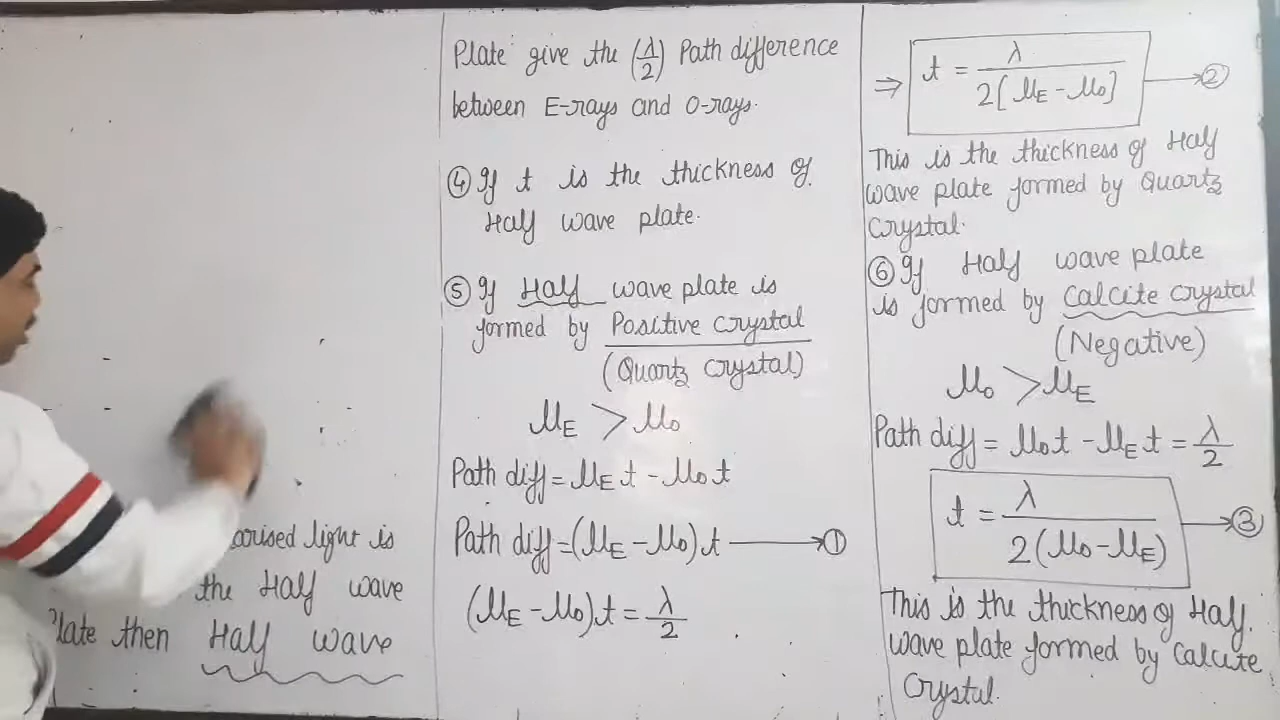 arised light is
the Half wave
late then Half wave
Plate give the (λ/2) Path difference
between E-rays and O-rays.
④ If t is the thickness of
Half wave plate.
⑤ If Half wave plate is
formed by Positive crystal
(Quartz crystal)
μE > μo
Path diff = μE t - μo t
Path diff = (μE - μo) t → ①
(μE - μo) t = λ/2
⇒ t = λ/2[μE - μo] → ②
This is the thickness of Half
wave plate formed by Quartz
Crystal.
⑥ If Half wave plate
is formed by Calcite crystal
(Negative)
μo > μE
Path diff = μo t - μE t = λ/2
t = λ/2(μo - μE) → ③
This is the thickness of Half.
wave plate formed by Calcite
Crystal.